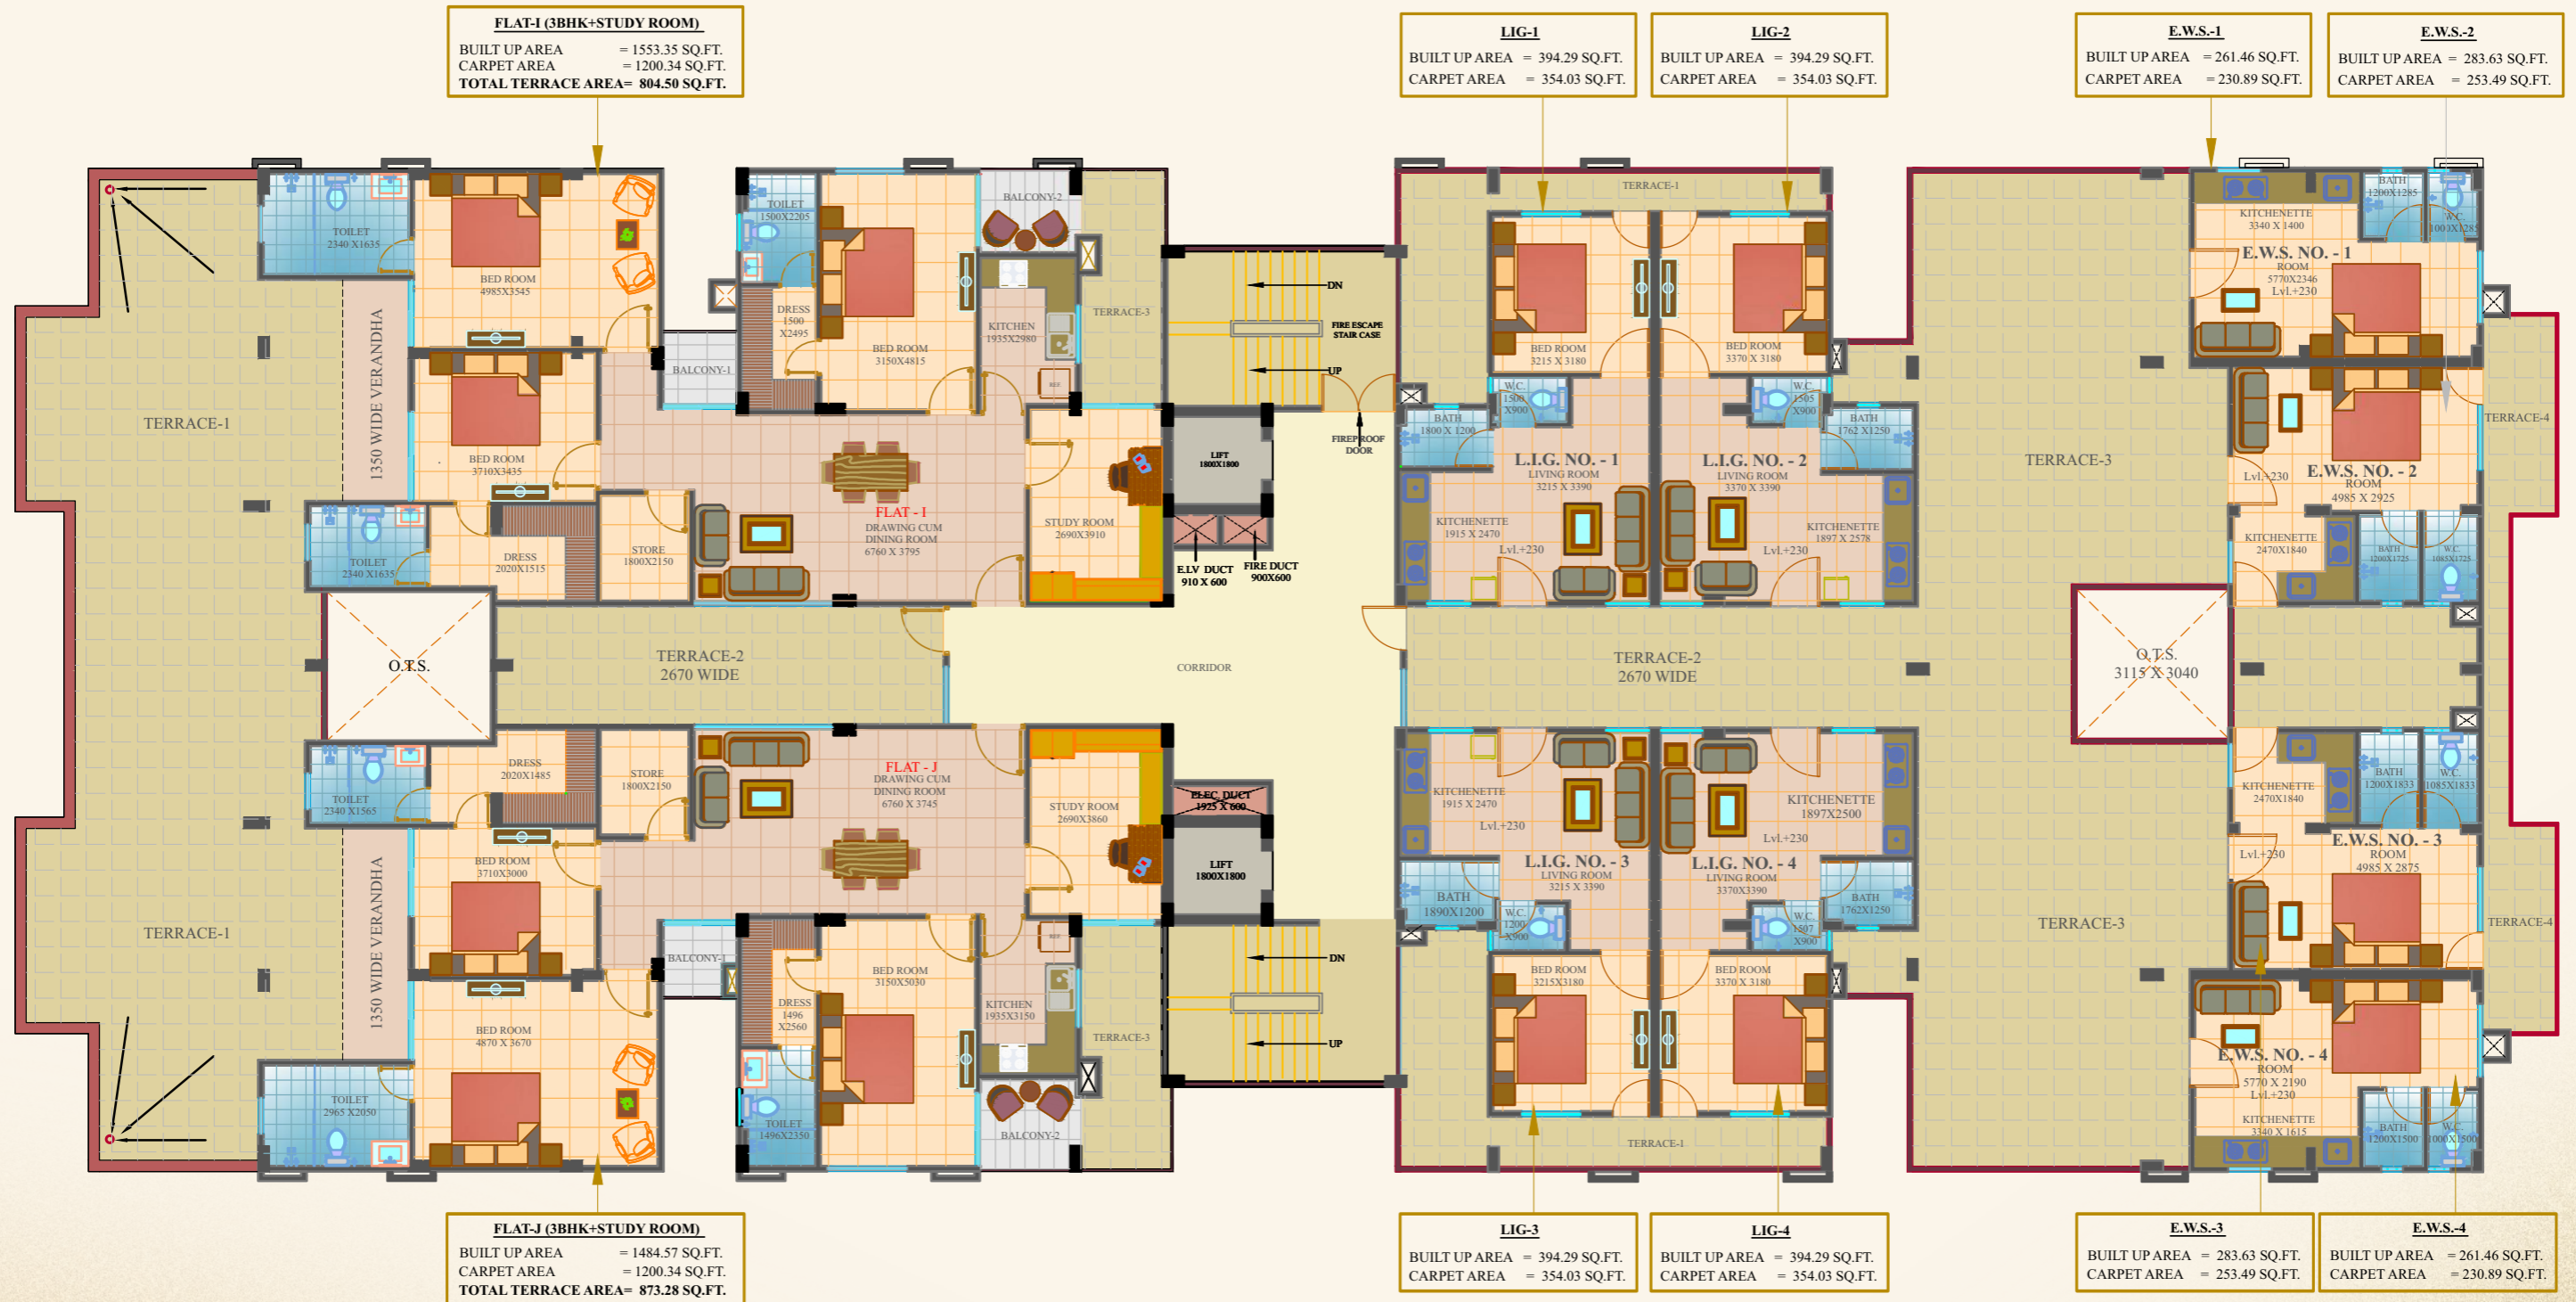 FLAT-I (3BHK+STUDY ROOM)
BUILT UP AREA = 1553.35 SQ.FT.
CARPET AREA = 1200.34 SQ.FT.
TOTAL TERRACE AREA= 804.50 SQ.FT.
LIG-1
BUILT UP AREA = 394.29 SQ.FT.
CARPET AREA = 354.03 SQ.FT.
LIG-2
BUILT UP AREA = 394.29 SQ.FT.
CARPET AREA = 354.03 SQ.FT.
E.W.S.-1
BUILT UP AREA = 261.46 SQ.FT.
CARPET AREA = 230.89 SQ.FT.
E.W.S.-2
BUILT UP AREA = 283.63 SQ.FT.
CARPET AREA = 253.49 SQ.FT.
TOILET
2340 X1635
BED ROOM
4985X3545
1350 WIDE VERANDHA
TERRACE-1
BED ROOM
3710X3435
BALCONY-1
TOILET
1500X2205
DRESS
1500
X2495
BED ROOM
3150X4815
BALCONY-2
KITCHEN
1935X2980
REF.
TERRACE-3
TOILET
2340 X1635
DRESS
2020X1515
STORE
1800X2150
FLAT - I
DRAWING CUM
DINING ROOM
6760 X 3795
STUDY ROOM
2690X3910
DN
FIRE ESCAPE
STAIR CASE
UP
LIFT
1800X1800
FIREPROOF
DOOR
E.L.V DUCT
910 X 600
FIRE DUCT
900X600
TERRACE-1
BED ROOM
3215 X 3180
BED ROOM
3370 X 3180
W.C.
1500
X900
W.C.
1505
X900
BATH
1800 X 1200
BATH
1762 X1250
L.I.G. NO. - 1
LIVING ROOM
3215 X 3390
L.I.G. NO. - 2
LIVING ROOM
3370 X 3390
KITCHENETTE
1915 X 2470
Lvl.+230
KITCHENETTE
1897 X 2578
Lvl.+230
TERRACE-3
KITCHENETTE
3340 X 1400
BATH
1200X1285
W.C.
1000X1285
E.W.S. NO. - 1
ROOM
5770X2346
Lvl.+230
TERRACE-4
E.W.S. NO. - 2
ROOM
4985 X 2925
Lvl.+230
KITCHENETTE
2470X1840
BATH
1200X1725
W.C.
1085X1725
O.T.S.
TERRACE-2
2670 WIDE
CORRIDOR
TERRACE-2
2670 WIDE
O.T.S.
3115 X 3040
TOILET
2340 X1565
DRESS
2020X1485
STORE
1800X2150
FLAT - J
DRAWING CUM
DINING ROOM
6760 X 3745
STUDY ROOM
2690X3860
ELEC. DUCT
1925 X 600
LIFT
1800X1800
1350 WIDE VERANDHA
TERRACE-1
BED ROOM
3710X3000
BED ROOM
4870 X 3670
TOILET
2965 X2050
BALCONY-1
DRESS
1496
X2560
TOILET
1496X2350
BED ROOM
3150X5030
REF.
KITCHEN
1935X3150
BALCONY-2
TERRACE-3
DN
UP
KITCHENETTE
1915 X 2470
Lvl.+230
KITCHENETTE
1897X2500
Lvl.+230
L.I.G. NO. - 3
LIVING ROOM
3215 X 3390
L.I.G. NO. - 4
LIVING ROOM
3370X3390
BATH
1890X1200
W.C.
1200
X900
W.C.
1507
X900
BATH
1762X1250
BED ROOM
3215X3180
BED ROOM
3370 X 3180
TERRACE-1
TERRACE-3
KITCHENETTE
2470X1840
BATH
1200X1833
W.C.
1085X1833
E.W.S. NO. - 3
ROOM
4985 X 2875
Lvl.+230
TERRACE-4
E.W.S. NO. - 4
ROOM
5770 X 2190
Lvl.+230
KITCHENETTE
3340 X 1615
BATH
1200X1500
W.C.
1000X1500
FLAT-J (3BHK+STUDY ROOM)
BUILT UP AREA = 1484.57 SQ.FT.
CARPET AREA = 1200.34 SQ.FT.
TOTAL TERRACE AREA= 873.28 SQ.FT.
LIG-3
BUILT UP AREA = 394.29 SQ.FT.
CARPET AREA = 354.03 SQ.FT.
LIG-4
BUILT UP AREA = 394.29 SQ.FT.
CARPET AREA = 354.03 SQ.FT.
E.W.S.-3
BUILT UP AREA = 283.63 SQ.FT.
CARPET AREA = 253.49 SQ.FT.
E.W.S.-4
BUILT UP AREA = 261.46 SQ.FT.
CARPET AREA = 230.89 SQ.FT.